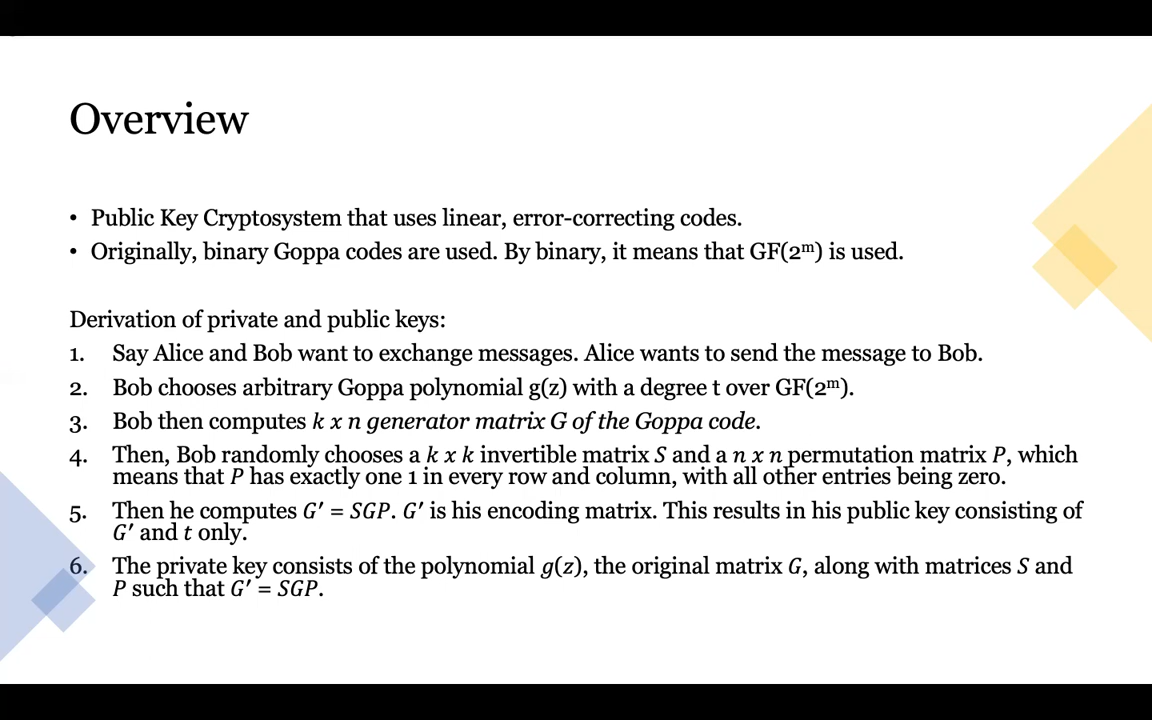 Overview
• Public Key Cryptosystem that uses linear, error-correcting codes.
• Originally, binary Goppa codes are used. By binary, it means that GF(2ᵐ) is used.
Derivation of private and public keys:
1. Say Alice and Bob want to exchange messages. Alice wants to send the message to Bob.
2. Bob chooses arbitrary Goppa polynomial g(z) with a degree t over GF(2ᵐ).
3. Bob then computes k x n generator matrix G of the Goppa code.
4. Then, Bob randomly chooses a k x k invertible matrix S and a n x n permutation matrix P, which
means that P has exactly one 1 in every row and column, with all other entries being zero.
5. Then he computes G′ = SGP. G′ is his encoding matrix. This results in his public key consisting of
G′ and t only.
6. The private key consists of the polynomial g(z), the original matrix G, along with matrices S and
P such that G′ = SGP.